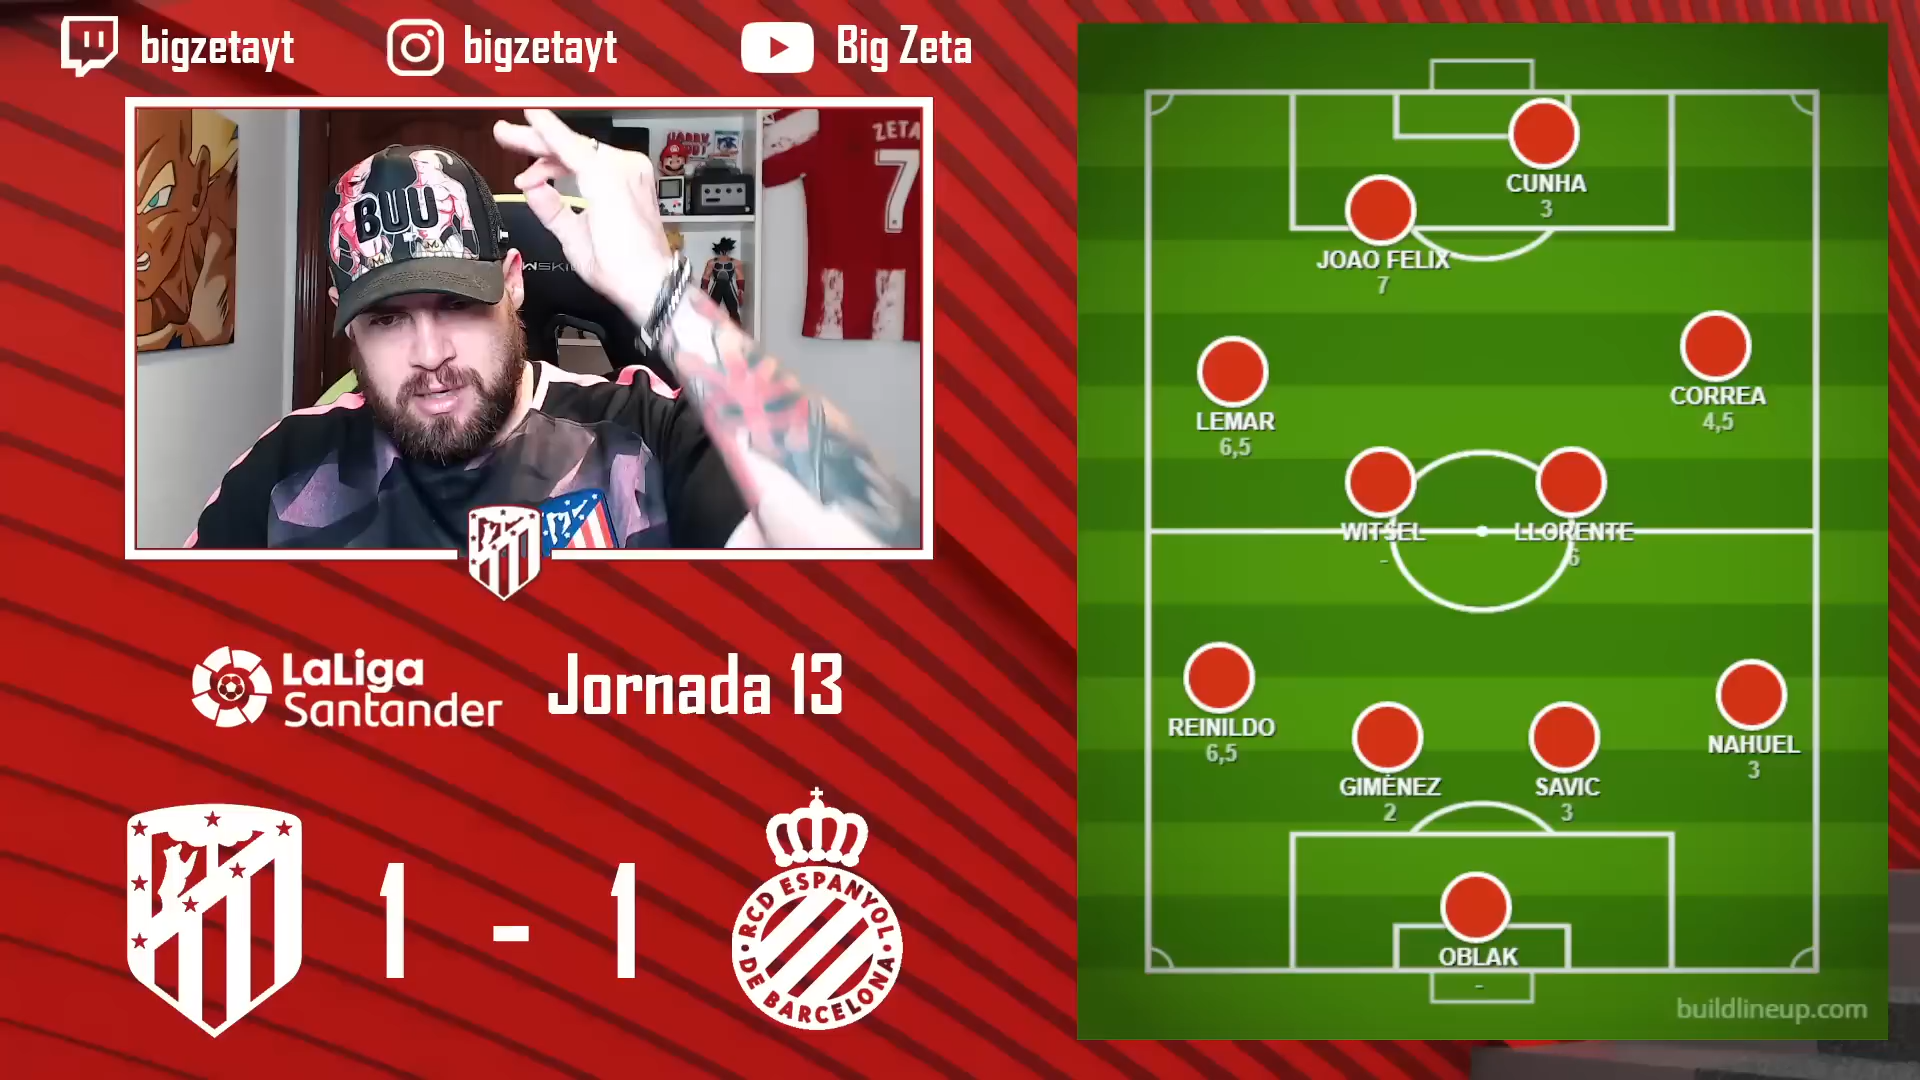 bigzetayt
bigzetayt
Big Zeta
ZETA
7
BUU
LaLiga
Santander
Jornada 13
1 - 1
RCD ESPANYOL
DE BARCELONA
CUNHA
3
JOAO FELIX
7
LEMAR
6,5
CORREA
4,5
WITSEL
-
LLORENTE
6
REINILDO
6,5
NAHUEL
3
GIMÉNEZ
2
SAVIC
3
OBLAK
-
buildlineup.com